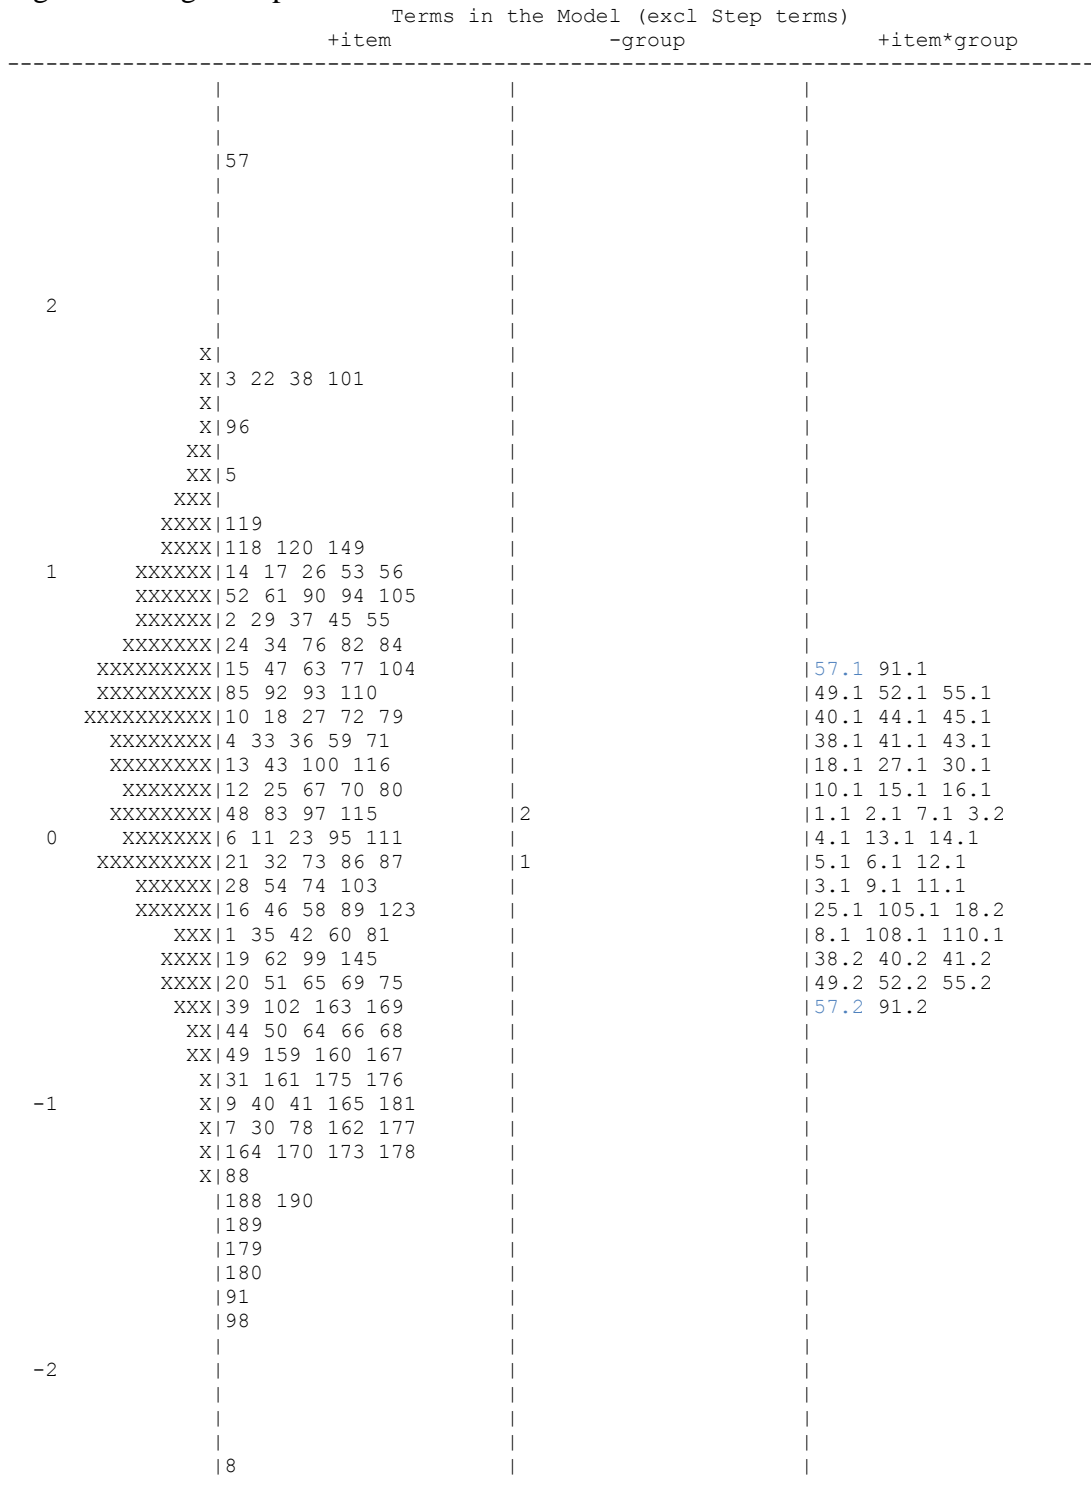 Terms in the Model (excl Step terms)
+item -group +item*group
--------------------------------------------------------------------------------------
| | |
| | |
| | |
|57 | |
| | |
| | |
| | |
| | |
| | |
2 | | |
| | |
X| | |
X|3 22 38 101 | |
X| | |
X|96 | |
XX| | |
XX|5 | |
XXX| | |
XXXX|119 | |
XXXX|118 120 149 | |
1 XXXXXX|14 17 26 53 56 | |
XXXXXX|52 61 90 94 105 | |
XXXXXX|2 29 37 45 55 | |
XXXXXXX|24 34 76 82 84 | |
XXXXXXXXX|15 47 63 77 104 | |57.1 91.1
XXXXXXXXX|85 92 93 110 | |49.1 52.1 55.1
XXXXXXXXXX|10 18 27 72 79 | |40.1 44.1 45.1
XXXXXXXX|4 33 36 59 71 | |38.1 41.1 43.1
XXXXXXXX|13 43 100 116 | |18.1 27.1 30.1
XXXXXXX|12 25 67 70 80 | |10.1 15.1 16.1
XXXXXXXX|48 83 97 115 |2 |1.1 2.1 7.1 3.2
0 XXXXXXX|6 11 23 95 111 | |4.1 13.1 14.1
XXXXXXXXX|21 32 73 86 87 |1 |5.1 6.1 12.1
XXXXXX|28 54 74 103 | |3.1 9.1 11.1
XXXXXX|16 46 58 89 123 | |25.1 105.1 18.2
XXX|1 35 42 60 81 | |8.1 108.1 110.1
XXXX|19 62 99 145 | |38.2 40.2 41.2
XXXX|20 51 65 69 75 | |49.2 52.2 55.2
XXX|39 102 163 169 | |57.2 91.2
XX|44 50 64 66 68 | |
XX|49 159 160 167 | |
X|31 161 175 176 | |
-1 X|9 40 41 165 181 | |
X|7 30 78 162 177 | |
X|164 170 173 178 | |
X|88 | |
|188 190 | |
|189 | |
|179 | |
|180 | |
|91 | |
|98 | |
| | |
-2 | | |
| | |
| | |
| | |
|8 | |